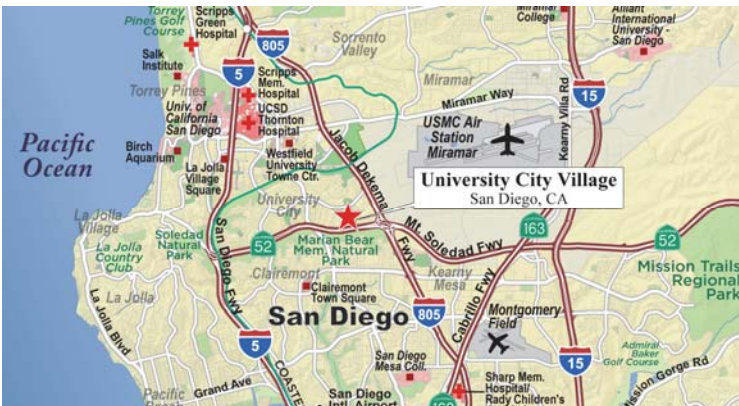 Torrey
Pines Golf
Course
Scripps
Green
Hospital
805
Sorrento
Valley
Miramar
College
Alliant
International
University -
San Diego
Salk
Institute
5
Scripps
Mem.
Hospital
Torrey Pines
Miramar
15
Miramar Way
Kearny Villa Rd
Univ. of
California
San Diego
UCSD
Thornton
Hospital
USMC Air
Station
Miramar
Pacific
Ocean
Birch
Aquarium
La Jolla
Village
Square
Westfield
University
Towne Ctr.
Jacob Dekema
Fwy
University City Village
San Diego, CA
La Jolla
Village
Soledad
Natural
Park
University
City
163
52
Marian Bear
Mem. Natural
Park
Mt. Soledad Fwy
52
La Jolla
Country
Club
San Diego Fwy
Clairemont
Kearny
Mesa
Mission Trails
Regional
Park
La Jolla
La Jolla Blvd
Clairemont
Town Square
San Diego
805
Cabrillo Fwy
Montgomery
Field
5
San Diego
Mesa Coll.
15
Admiral
Baker
Golf Course
Mission Gorge Rd
Pacific
Grand Ave
San Diego
Intl. Airport
Sharp Mem.
Hospital/
Rady Children's